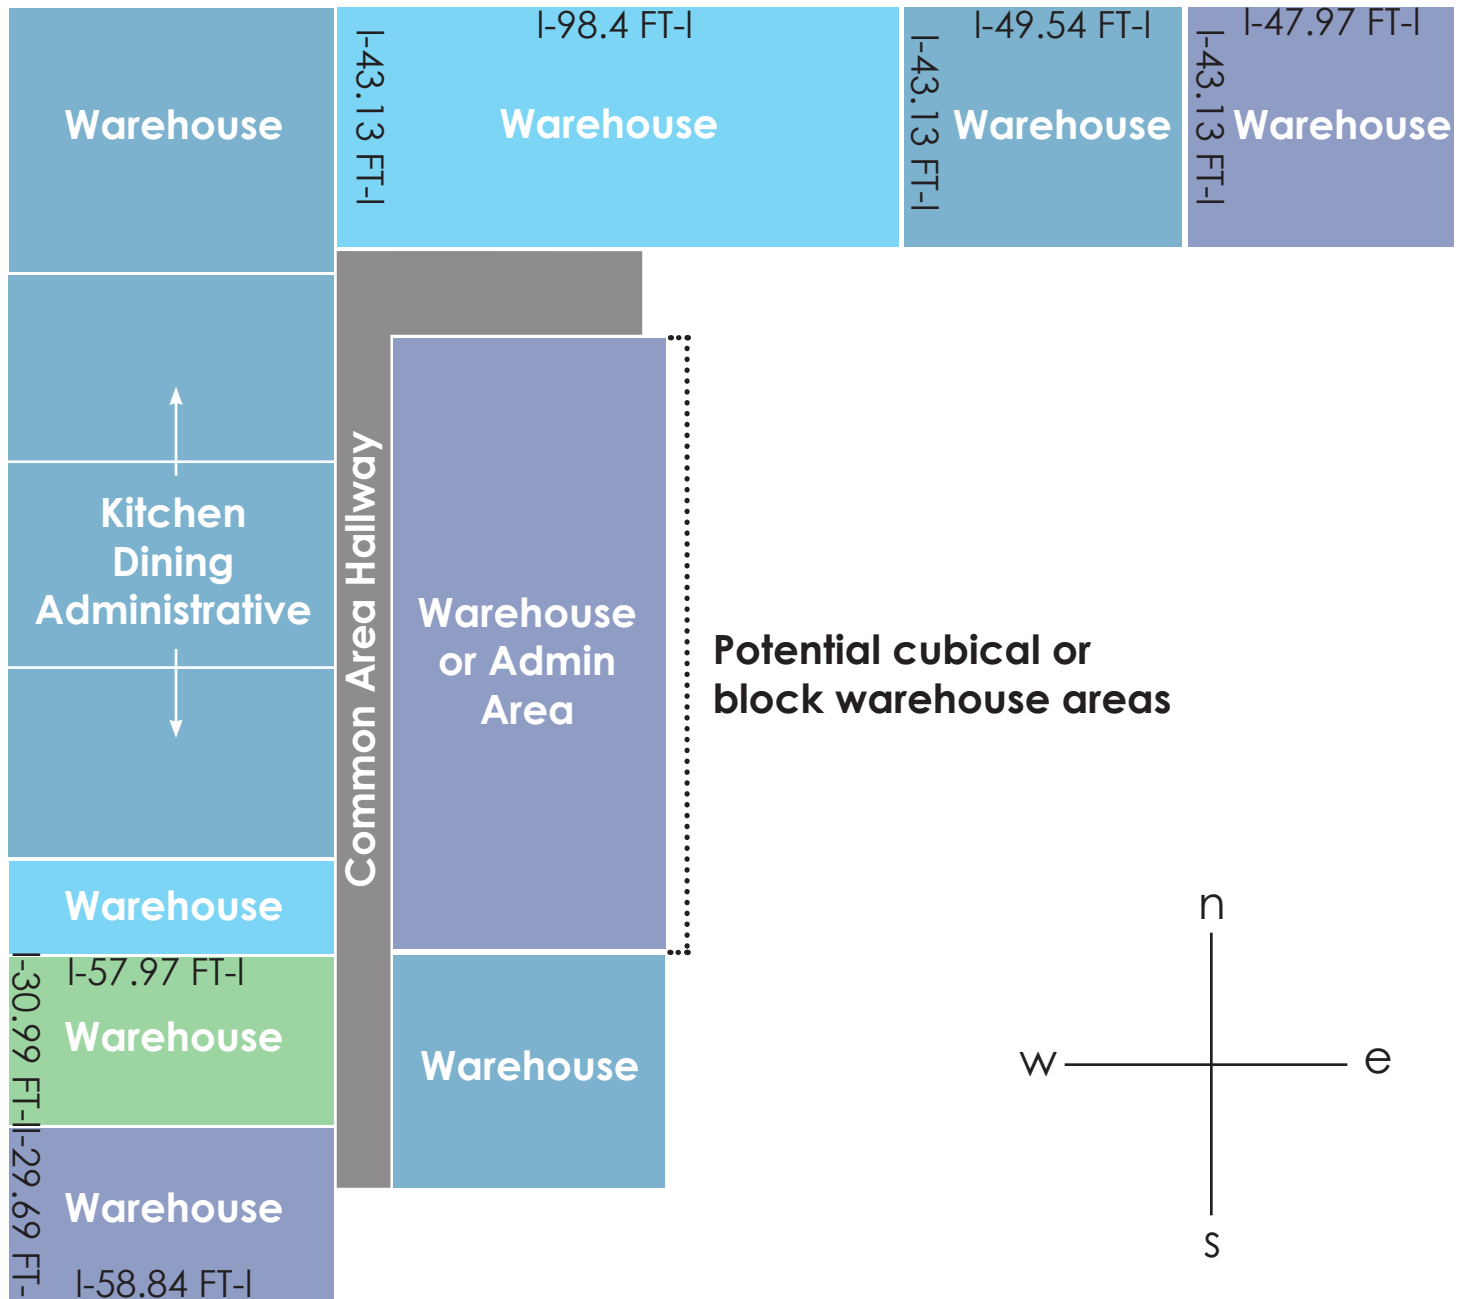 l-98.4 FT-l
l-49.54 FT-l
l-47.97 FT-l
l-43.13 FT-l
l-43.13 FT-l
l-43.13 FT-l
Warehouse
Warehouse
Warehouse
Warehouse
Kitchen
Dining
Administrative
Common Area Hallway
Warehouse
or Admin
Area
Potential cubical or
block warehouse areas
Warehouse
l-57.97 FT-l
l-30.99 FT-l
Warehouse
Warehouse
l-29.69 FT-
Warehouse
l-58.84 FT-l
n
w
e
s